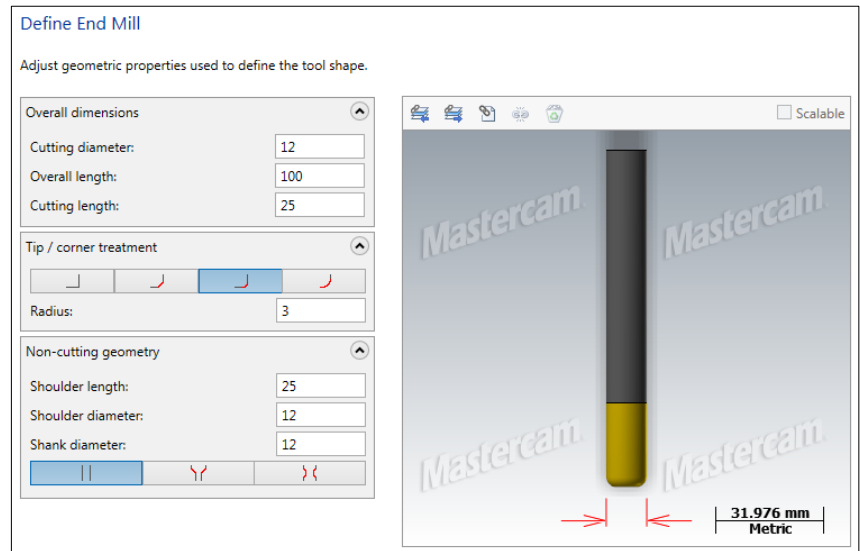 Define End Mill
Adjust geometric properties used to define the tool shape.
Overall dimensions
Cutting diameter: 12
Overall length: 100
Cutting length: 25
Tip / corner treatment
Radius: 3
Non-cutting geometry
Shoulder length: 25
Shoulder diameter: 12
Shank diameter: 12
Scalable
Mastercam Mastercam
Mastercam Mastercam
31.976 mm
Metric